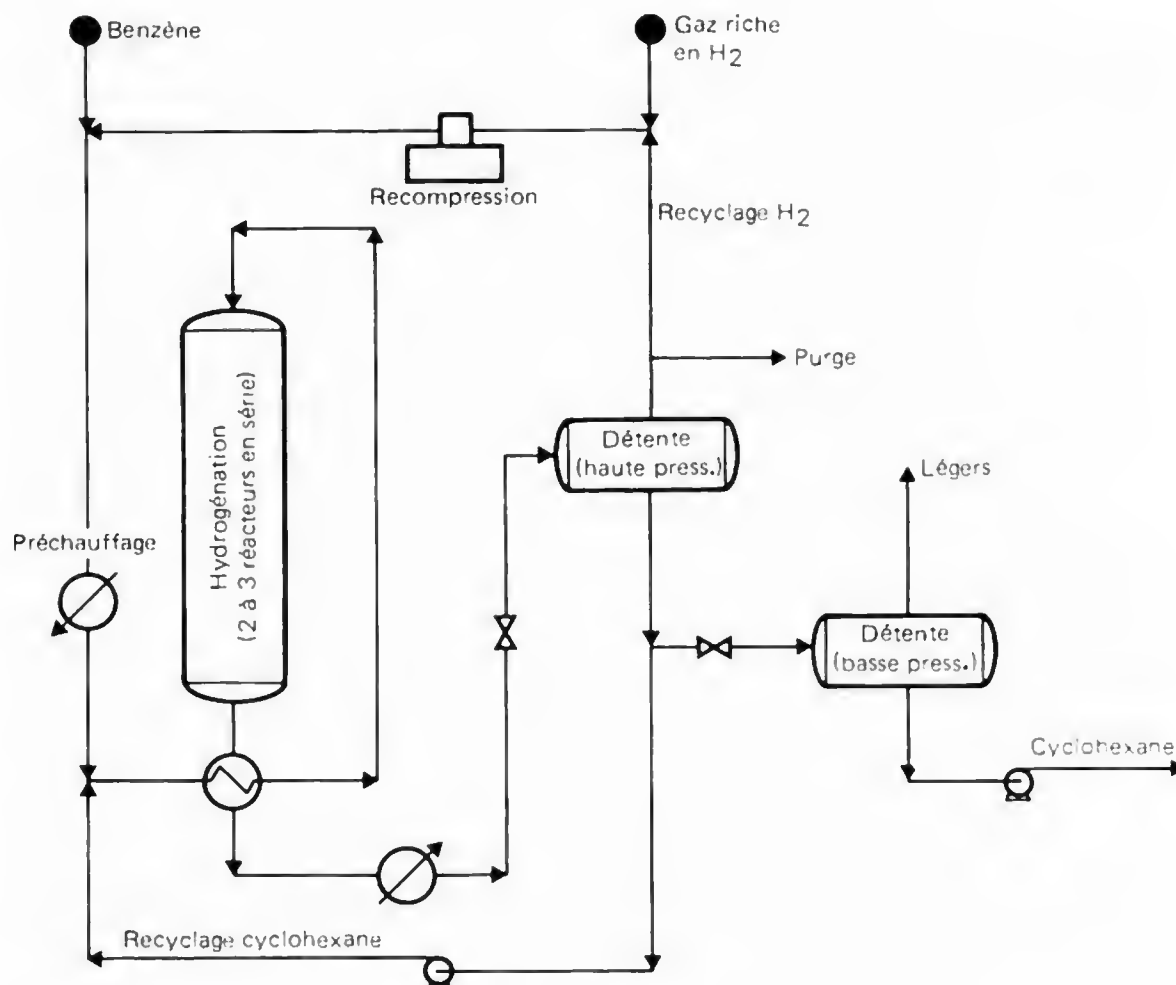 Benzène
Gaz riche
en H2
Recompression
Recyclage H2
Purge
Détente
(haute press.)
Légers
Hydrogénation
(2 à 3 réacteurs en série)
Préchauffage
Détente
(basse press.)
Cyclohexane
Recyclage cyclohexane